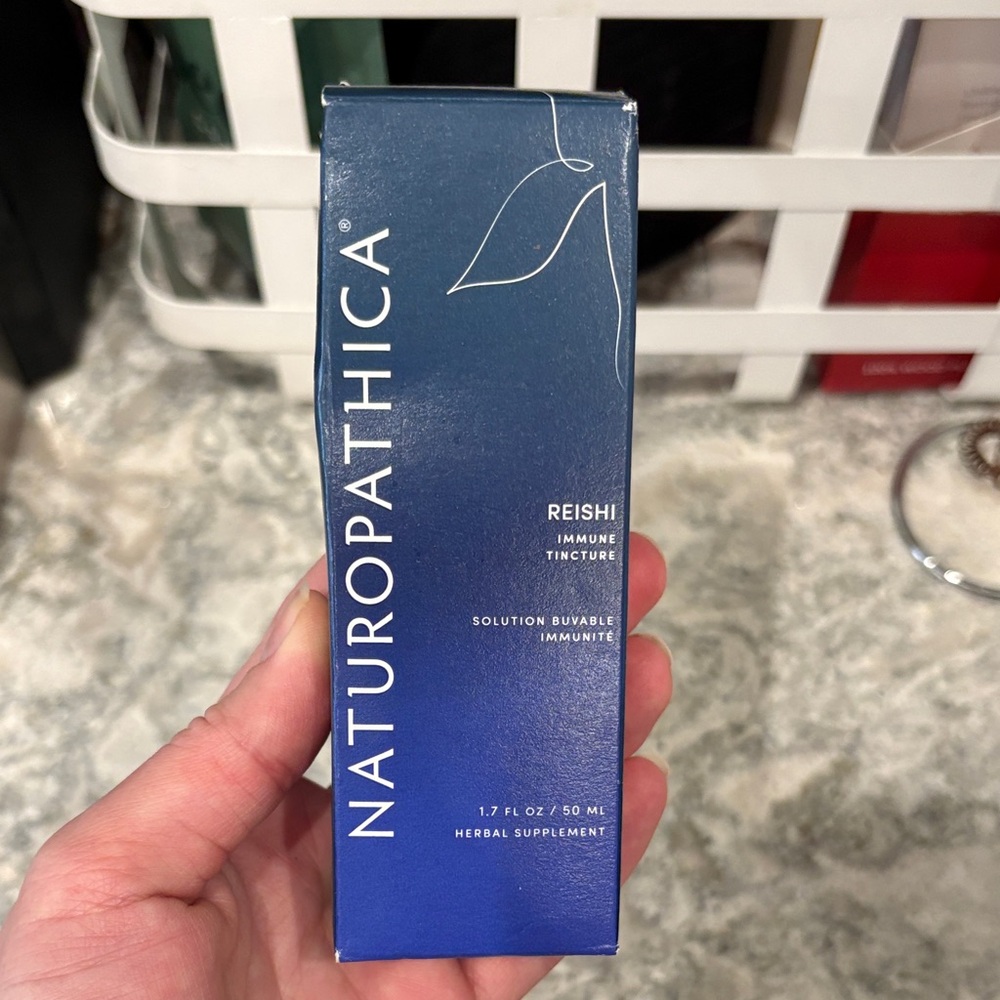 NATUROPATHICA®
REISHI
IMMUNE
TINCTURE
SOLUTION BUVABLE
IMMUNITÉ
1.7 FL OZ / 50 ML
HERBAL SUPPLEMENT